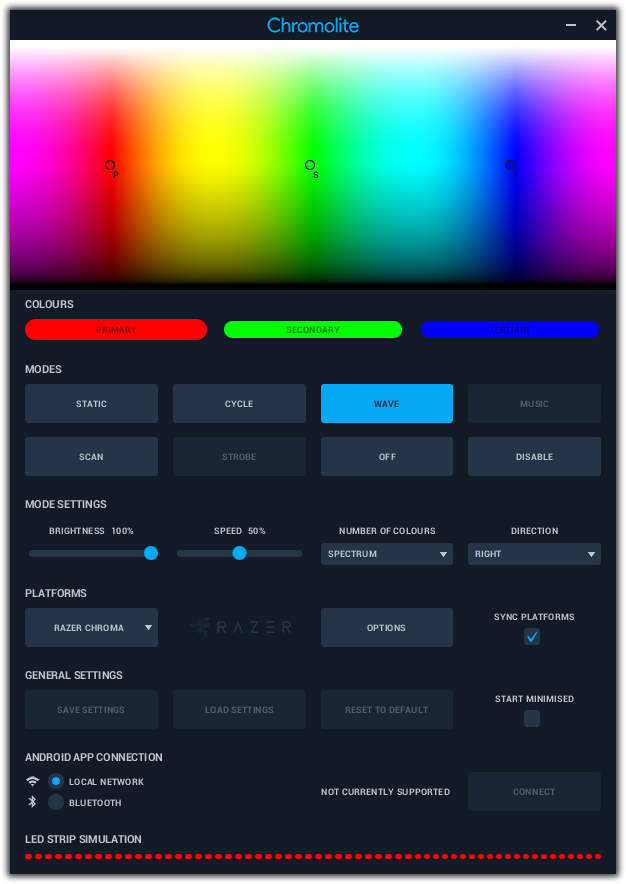 Chromolite
P
S
COLOURS
PRIMARY
SECONDARY
TERTIARY
MODES
STATIC
CYCLE
WAVE
MUSIC
SCAN
STROBE
OFF
DISABLE
MODE SETTINGS
BRIGHTNESS 100%
SPEED 50%
NUMBER OF COLOURS
DIRECTION
SPECTRUM
RIGHT
PLATFORMS
RAZER CHROMA
RAZER
OPTIONS
SYNC PLATFORMS
GENERAL SETTINGS
SAVE SETTINGS
LOAD SETTINGS
RESET TO DEFAULT
START MINIMISED
ANDROID APP CONNECTION
LOCAL NETWORK
BLUETOOTH
NOT CURRENTLY SUPPORTED
CONNECT
LED STRIP SIMULATION